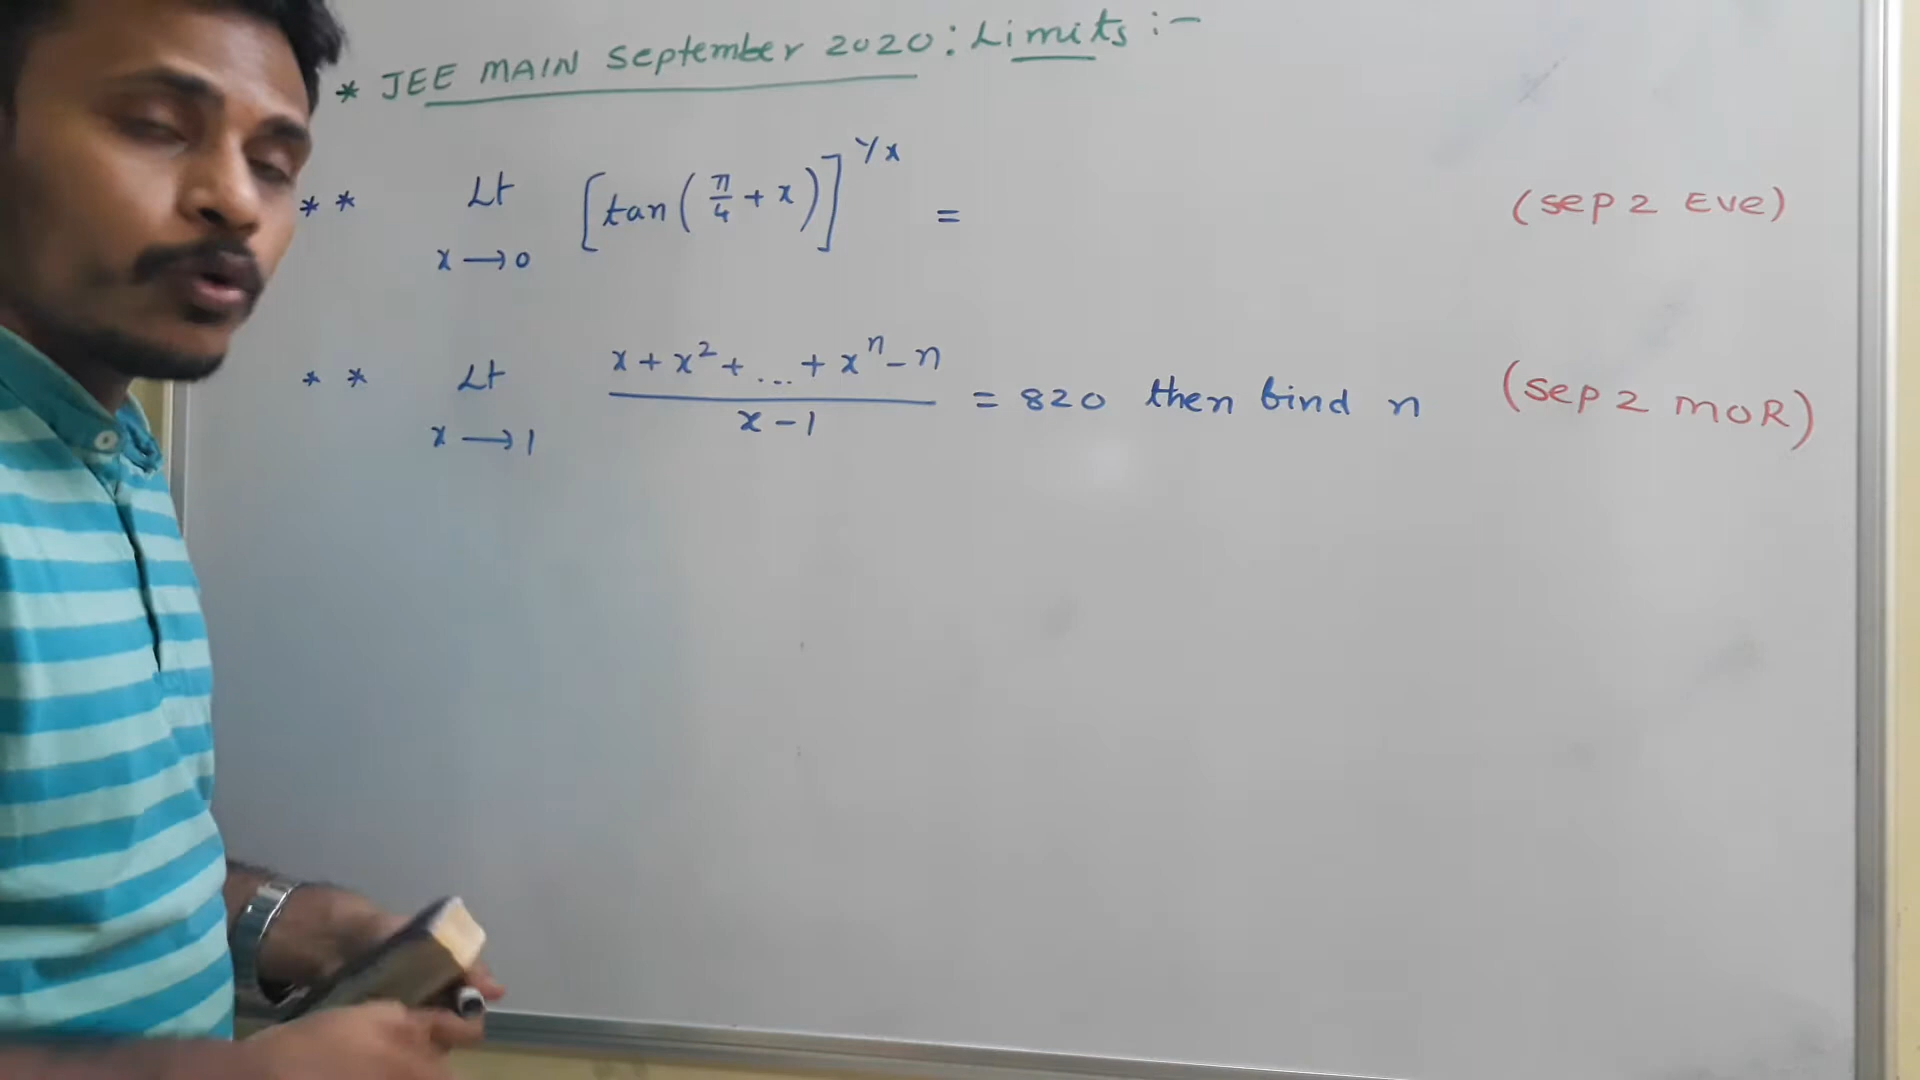 * JEE MAIN September 2020 : Limits :-
** Lt x→0 [tan(π/4 + x)]^1/x = (sep 2 Eve)
** Lt x→1 (x + x² + ... + xⁿ - n)/(x - 1) = 820 then bind n (sep 2 MOR)